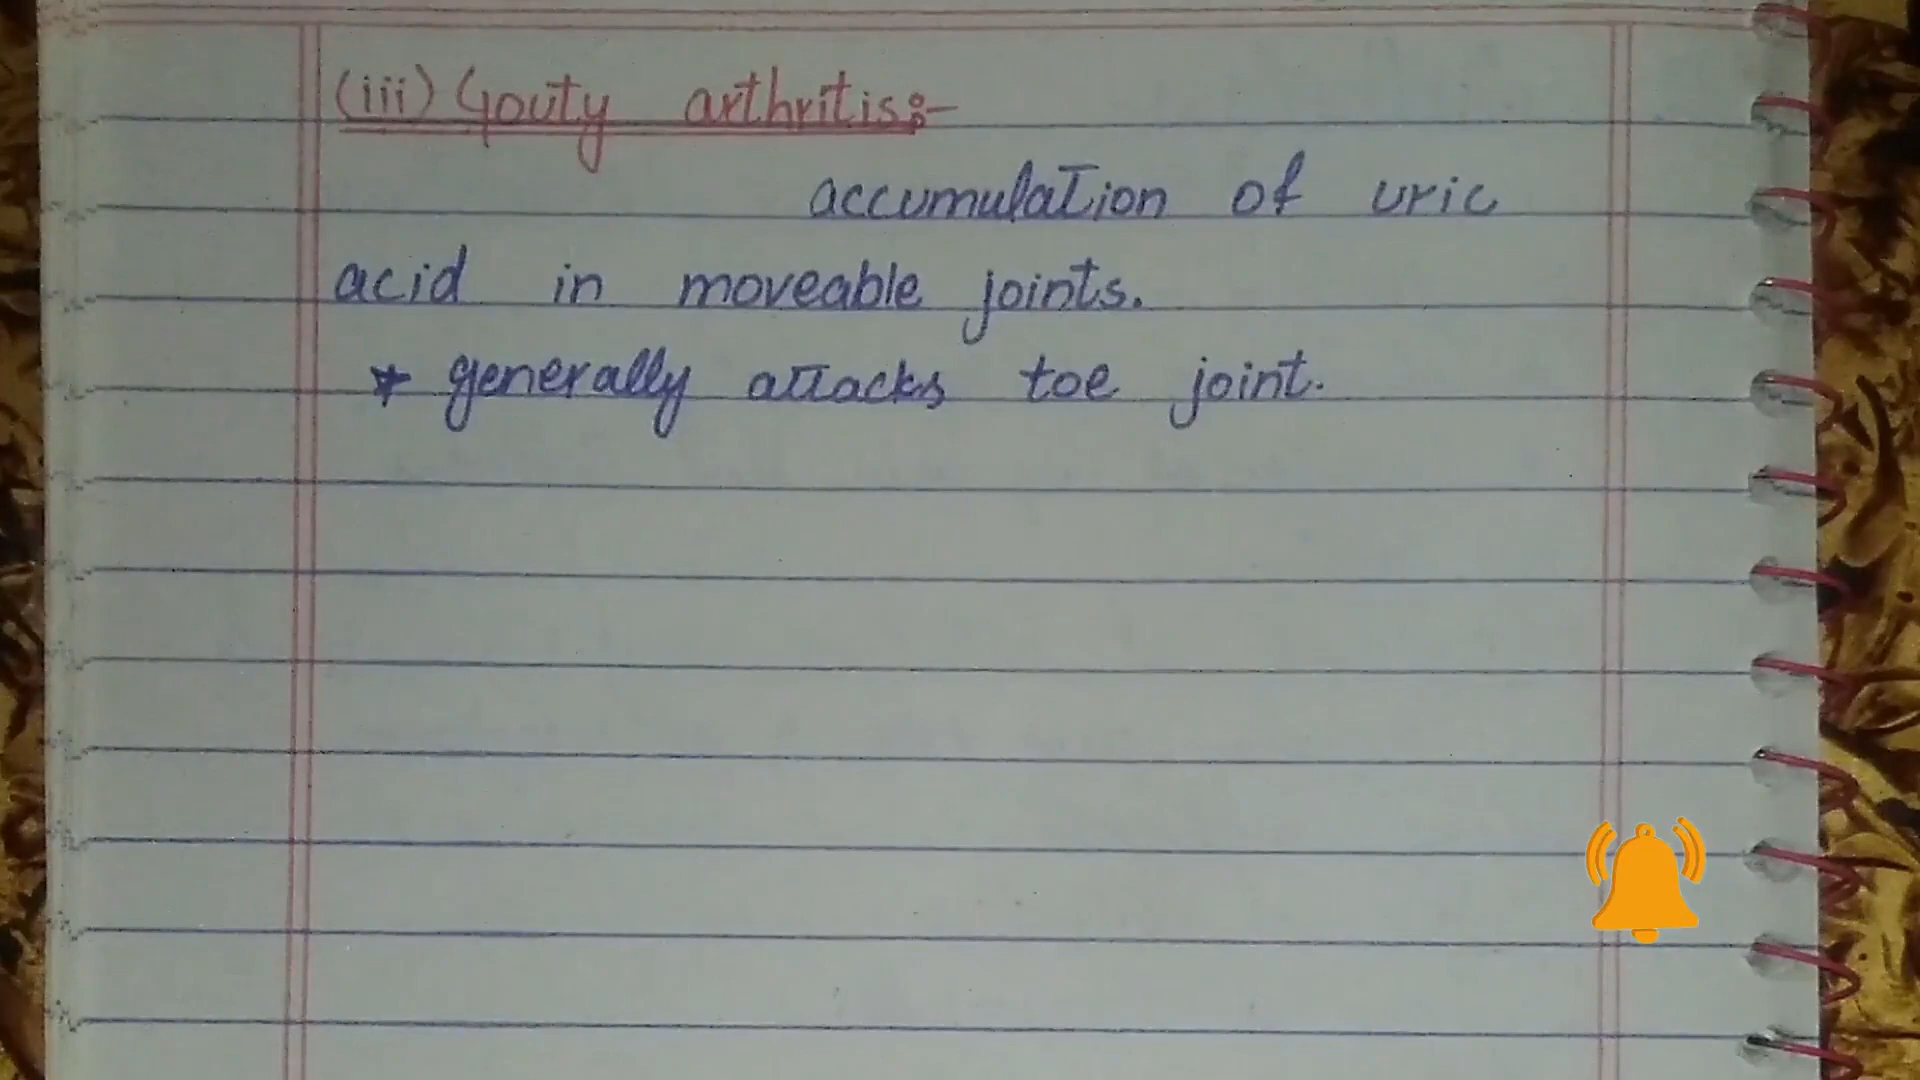 (iii) Gouty arthritis:-
accumulation of uric
acid in moveable joints.
* generally attacks toe joint.